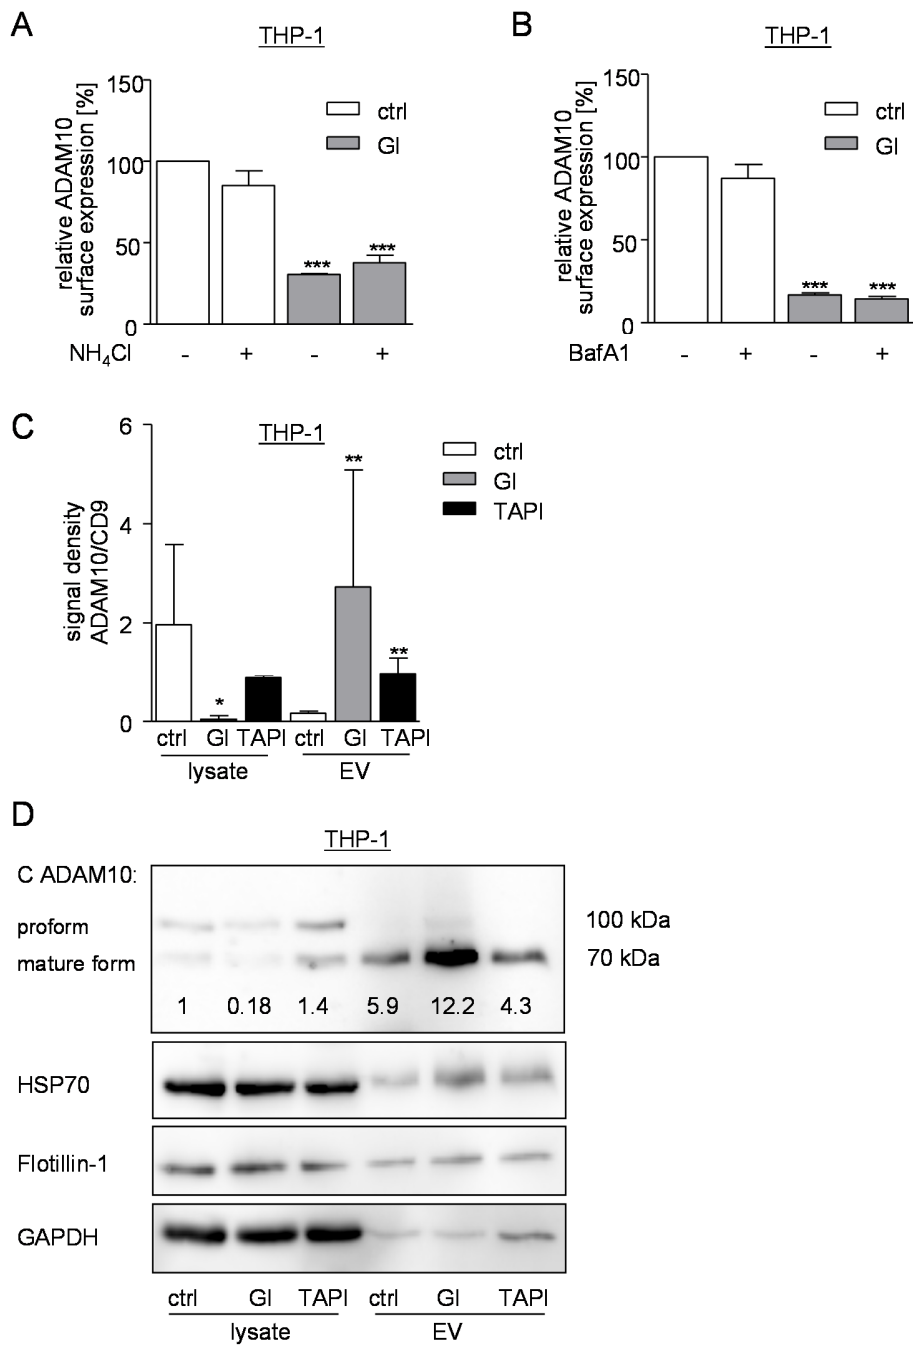 A
THP-1
relative ADAM10
surface expression [%]
150
100
50
0
ctrl
GI
*** ***
NH4Cl - + - +
B
THP-1
relative ADAM10
surface expression [%]
150
100
50
0
ctrl
GI
*** ***
BafA1 - + - +
C
THP-1
signal density
ADAM10/CD9
6
4
2
0
ctrl
GI
TAPI
* ** **
ctrl GI TAPI ctrl GI TAPI
lysate EV
D
THP-1
C ADAM10:
proform 100 kDa
mature form 70 kDa
1 0.18 1.4 5.9 12.2 4.3
HSP70
Flotillin-1
GAPDH
ctrl GI TAPI ctrl GI TAPI
lysate EV